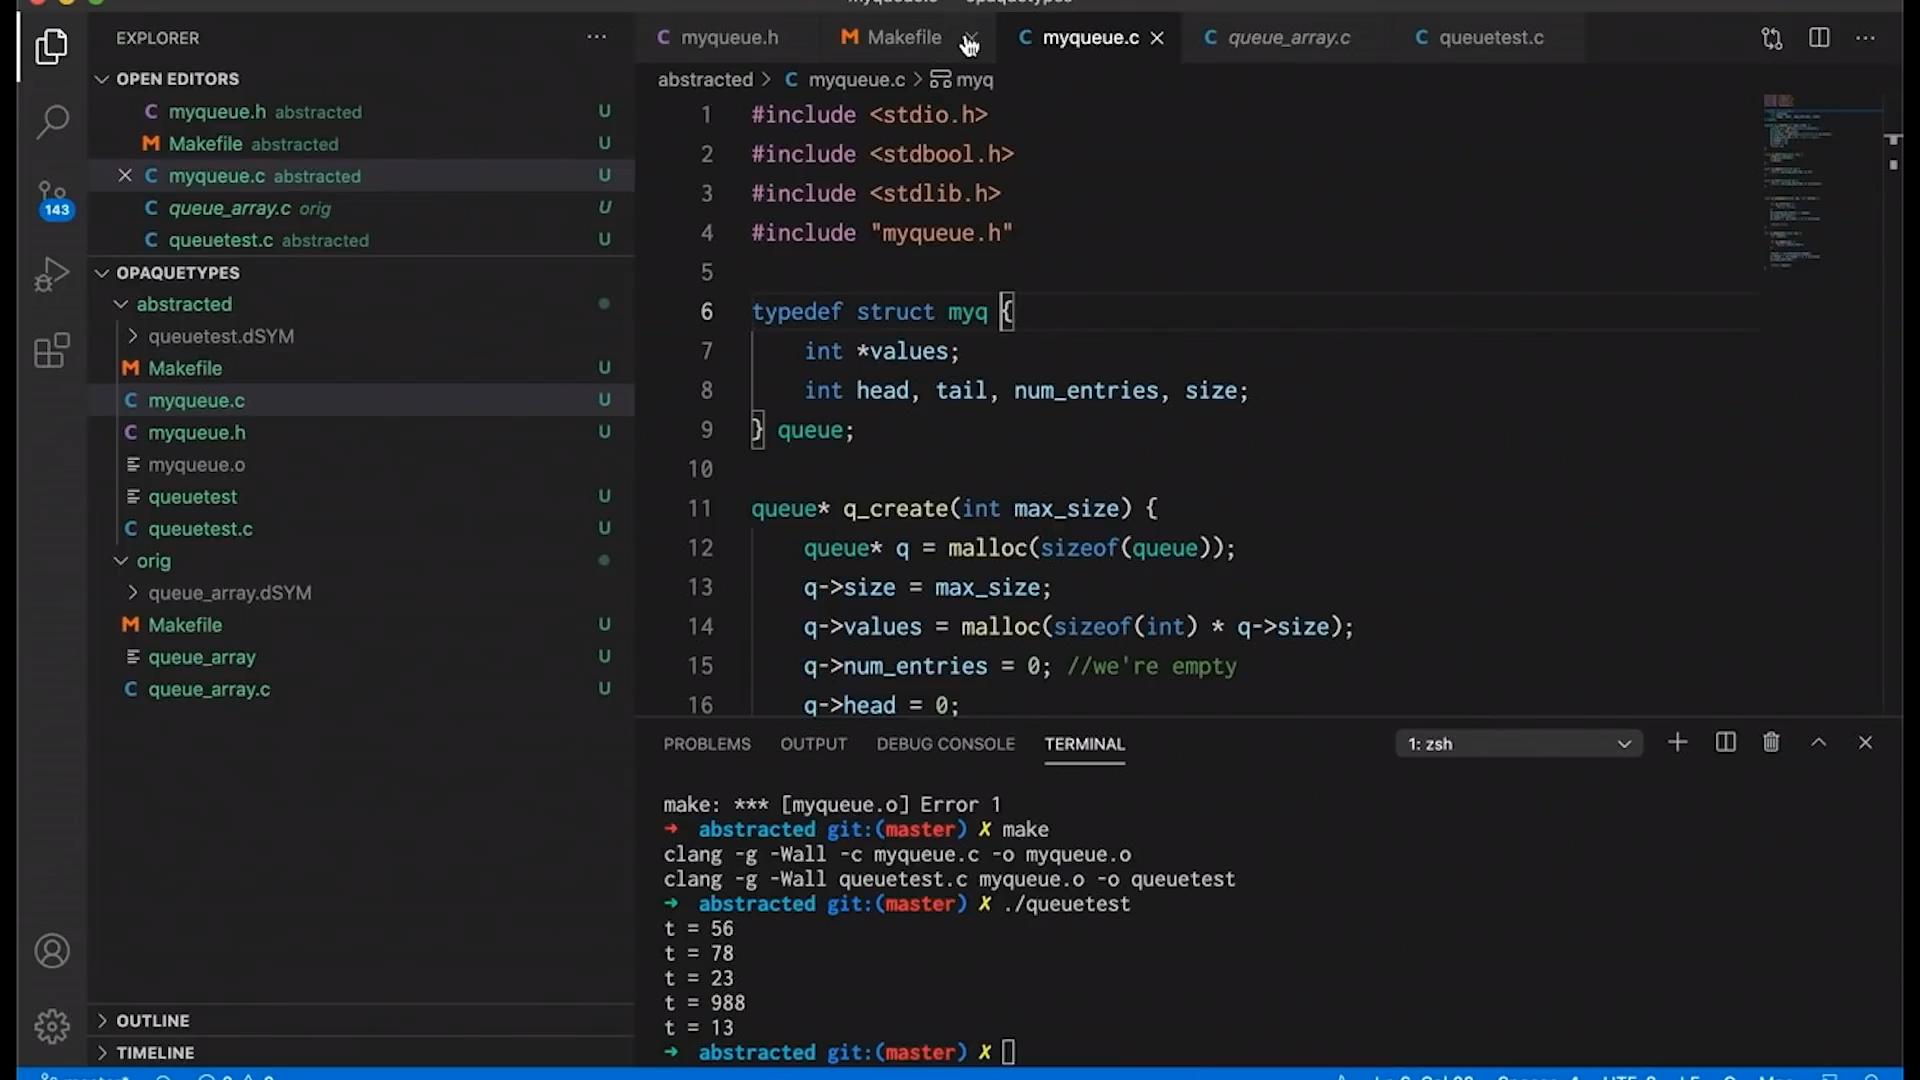 EXPLORER
OPEN EDITORS
myqueue.h abstracted U
Makefile abstracted U
myqueue.c abstracted U
queue_array.c orig U
queuetest.c abstracted U
143
OPAQUETYPES
abstracted
queuetest.dSYM
Makefile U
myqueue.c U
myqueue.h U
myqueue.o
queuetest U
queuetest.c U
orig
queue_array.dSYM
Makefile U
queue_array U
queue_array.c U
OUTLINE
TIMELINE
myqueue.h Makefile myqueue.c queue_array.c queuetest.c
abstracted > C myqueue.c > myq
1 #include <stdio.h>
2 #include <stdbool.h>
3 #include <stdlib.h>
4 #include "myqueue.h"
5
6 typedef struct myq {
7 int *values;
8 int head, tail, num_entries, size;
9 } queue;
10
11 queue* q_create(int max_size) {
12 queue* q = malloc(sizeof(queue));
13 q->size = max_size;
14 q->values = malloc(sizeof(int) * q->size);
15 q->num_entries = 0; //we're empty
16 q->head = 0;
PROBLEMS OUTPUT DEBUG CONSOLE TERMINAL 1: zsh
make: *** [myqueue.o] Error 1
➜ abstracted git:(master) ✗ make
clang -g -Wall -c myqueue.c -o myqueue.o
clang -g -Wall queuetest.c myqueue.o -o queuetest
➜ abstracted git:(master) ✗ ./queuetest
t = 56
t = 78
t = 23
t = 988
t = 13
➜ abstracted git:(master) ✗